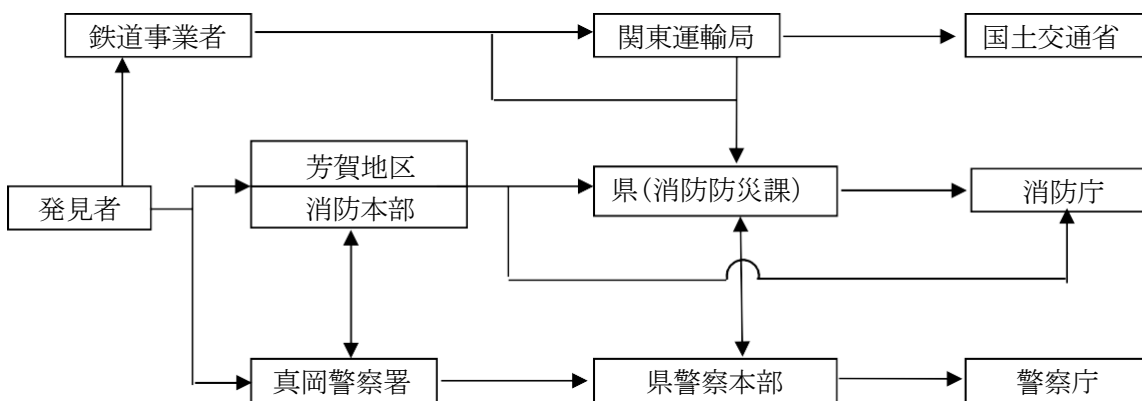 鉄道事業者
関東運輸局
国土交通省
芳賀地区
消防本部
県(消防防災課)
消防庁
発見者
真岡警察署
県警察本部
警察庁